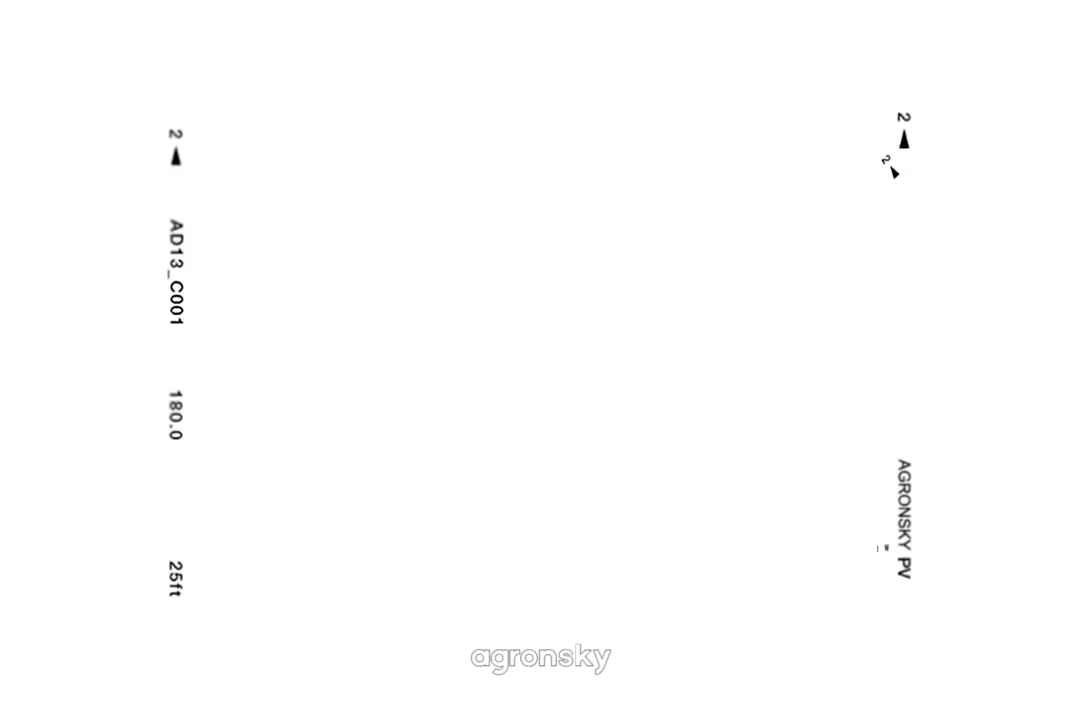 2 ◀ AD13_C001 180.0 25ft
2 ◀ AGRONSKY PV
2 ◀
agronsky